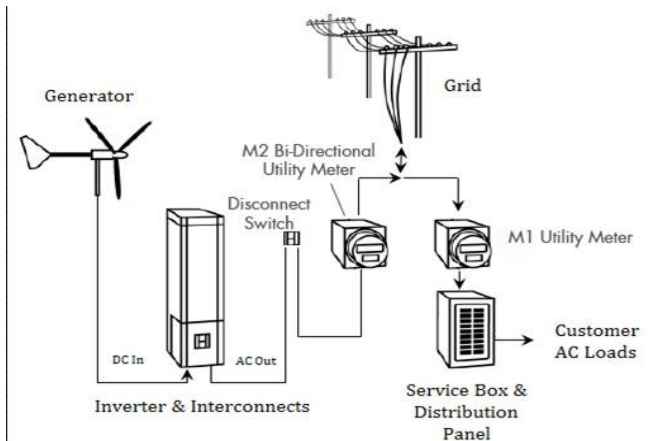 Generator
Grid
M2 Bi-Directional
Utility Meter
Disconnect
Switch
M1 Utility Meter
DC In
AC Out
Customer
AC Loads
Inverter & Interconnects
Service Box &
Distribution
Panel